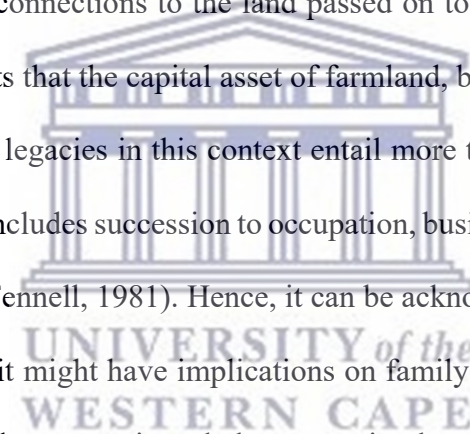 connections to the land passed on to
ts that the capital asset of farmland, b
legacies in this context entail more t
ncludes succession to occupation, busi
ennell, 1981). Hence, it can be ackno
UNIVERSITY of the
it might have implications on family
WESTERN CAPE